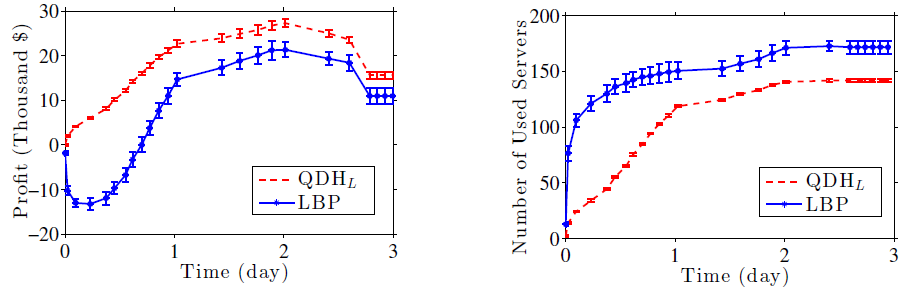 Profit (Thousand $)
30
20
10
0
−10
−20
0
1
2
3
Time (day)
QDH_L
LBP
Number of Used Servers
200
150
100
50
0
0
1
2
3
Time (day)
QDH_L
LBP